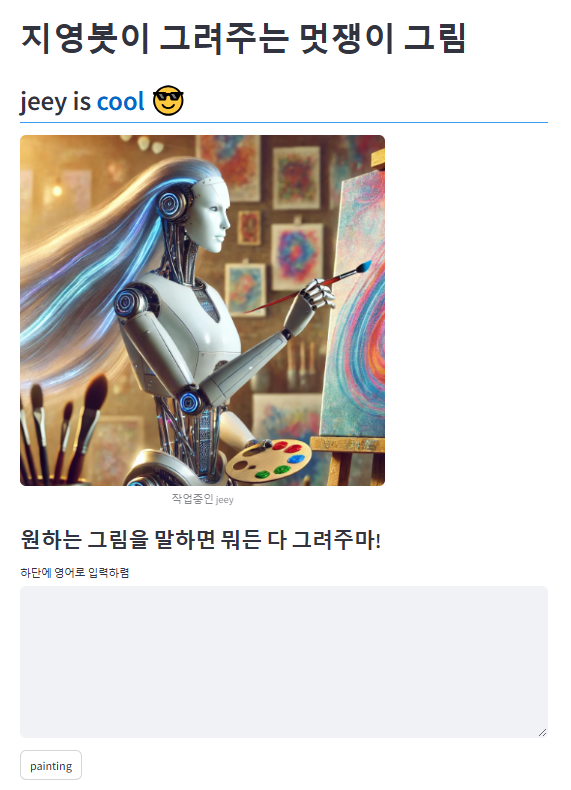 지영봇이 그려주는 멋쟁이 그림
jeey is cool 😎
작업중인 jeey
원하는 그림을 말하면 뭐든 다 그려주마!
하단에 영어로 입력하렴
painting